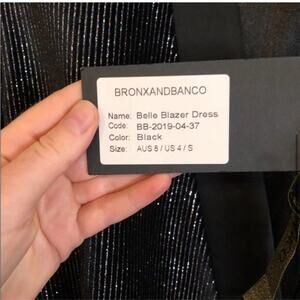 BRONXANDBANCO
Name: Belle Blazer Dress
Code: BB-2019-04-37
Color: Black
Size: AUS 8 / US 4 / S